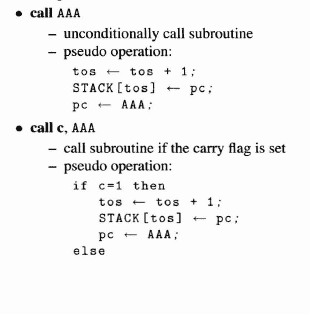 • call AAA
– unconditionally call subroutine
– pseudo operation:
tos ← tos + 1;
STACK[tos] ← pc;
pc ← AAA;
• call c, AAA
– call subroutine if the carry flag is set
– pseudo operation:
if c=1 then
tos ← tos + 1;
STACK[tos] ← pc;
pc ← AAA;
else